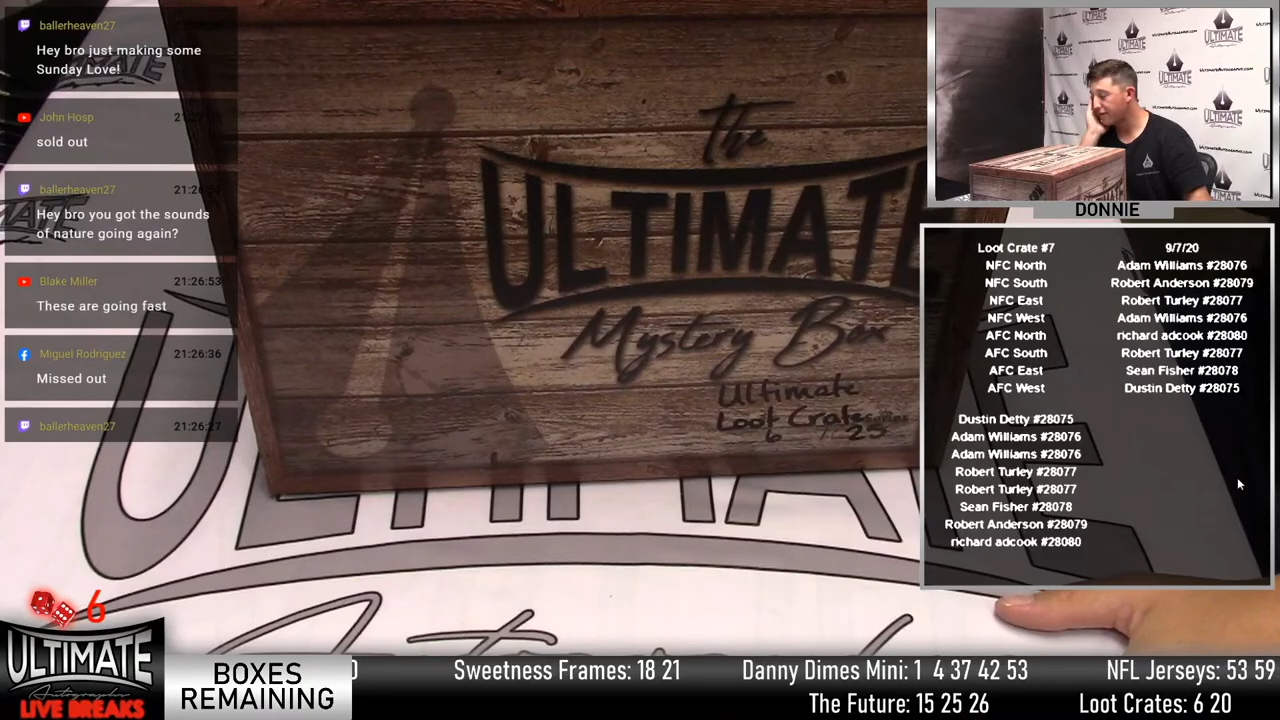 ballerheaven27
Hey bro just making some
Sunday Love!
John Hosp
sold out
ballerheaven27
Hey bro you got the sounds
of nature going again?
Blake Miller 21:26:53
These are going fast
Miguel Rodriguez 21:26:36
Missed out
ballerheaven27 21:26:27
the
ULTIMATE
Mystery Box
Ultimate
Loot Crate series
6 25
ULTIMATE
DONNIE
Loot Crate #7 9/7/20
NFC North Adam Williams #28076
NFC South Robert Anderson #28079
NFC East Robert Turley #28077
NFC West Adam Williams #28076
AFC North richard adcook #28080
AFC South Robert Turley #28077
AFC East Sean Fisher #28078
AFC West Dustin Detty #28075
Dustin Detty #28075
Adam Williams #28076
Adam Williams #28076
Robert Turley #28077
Robert Turley #28077
Sean Fisher #28078
Robert Anderson #28079
richard adcook #28080
6
ULTIMATE
Autographs
LIVE BREAKS
BOXES
REMAINING
Sweetness Frames: 18 21 Danny Dimes Mini: 1 4 37 42 53 NFL Jerseys: 53 59
The Future: 15 25 26 Loot Crates: 6 20